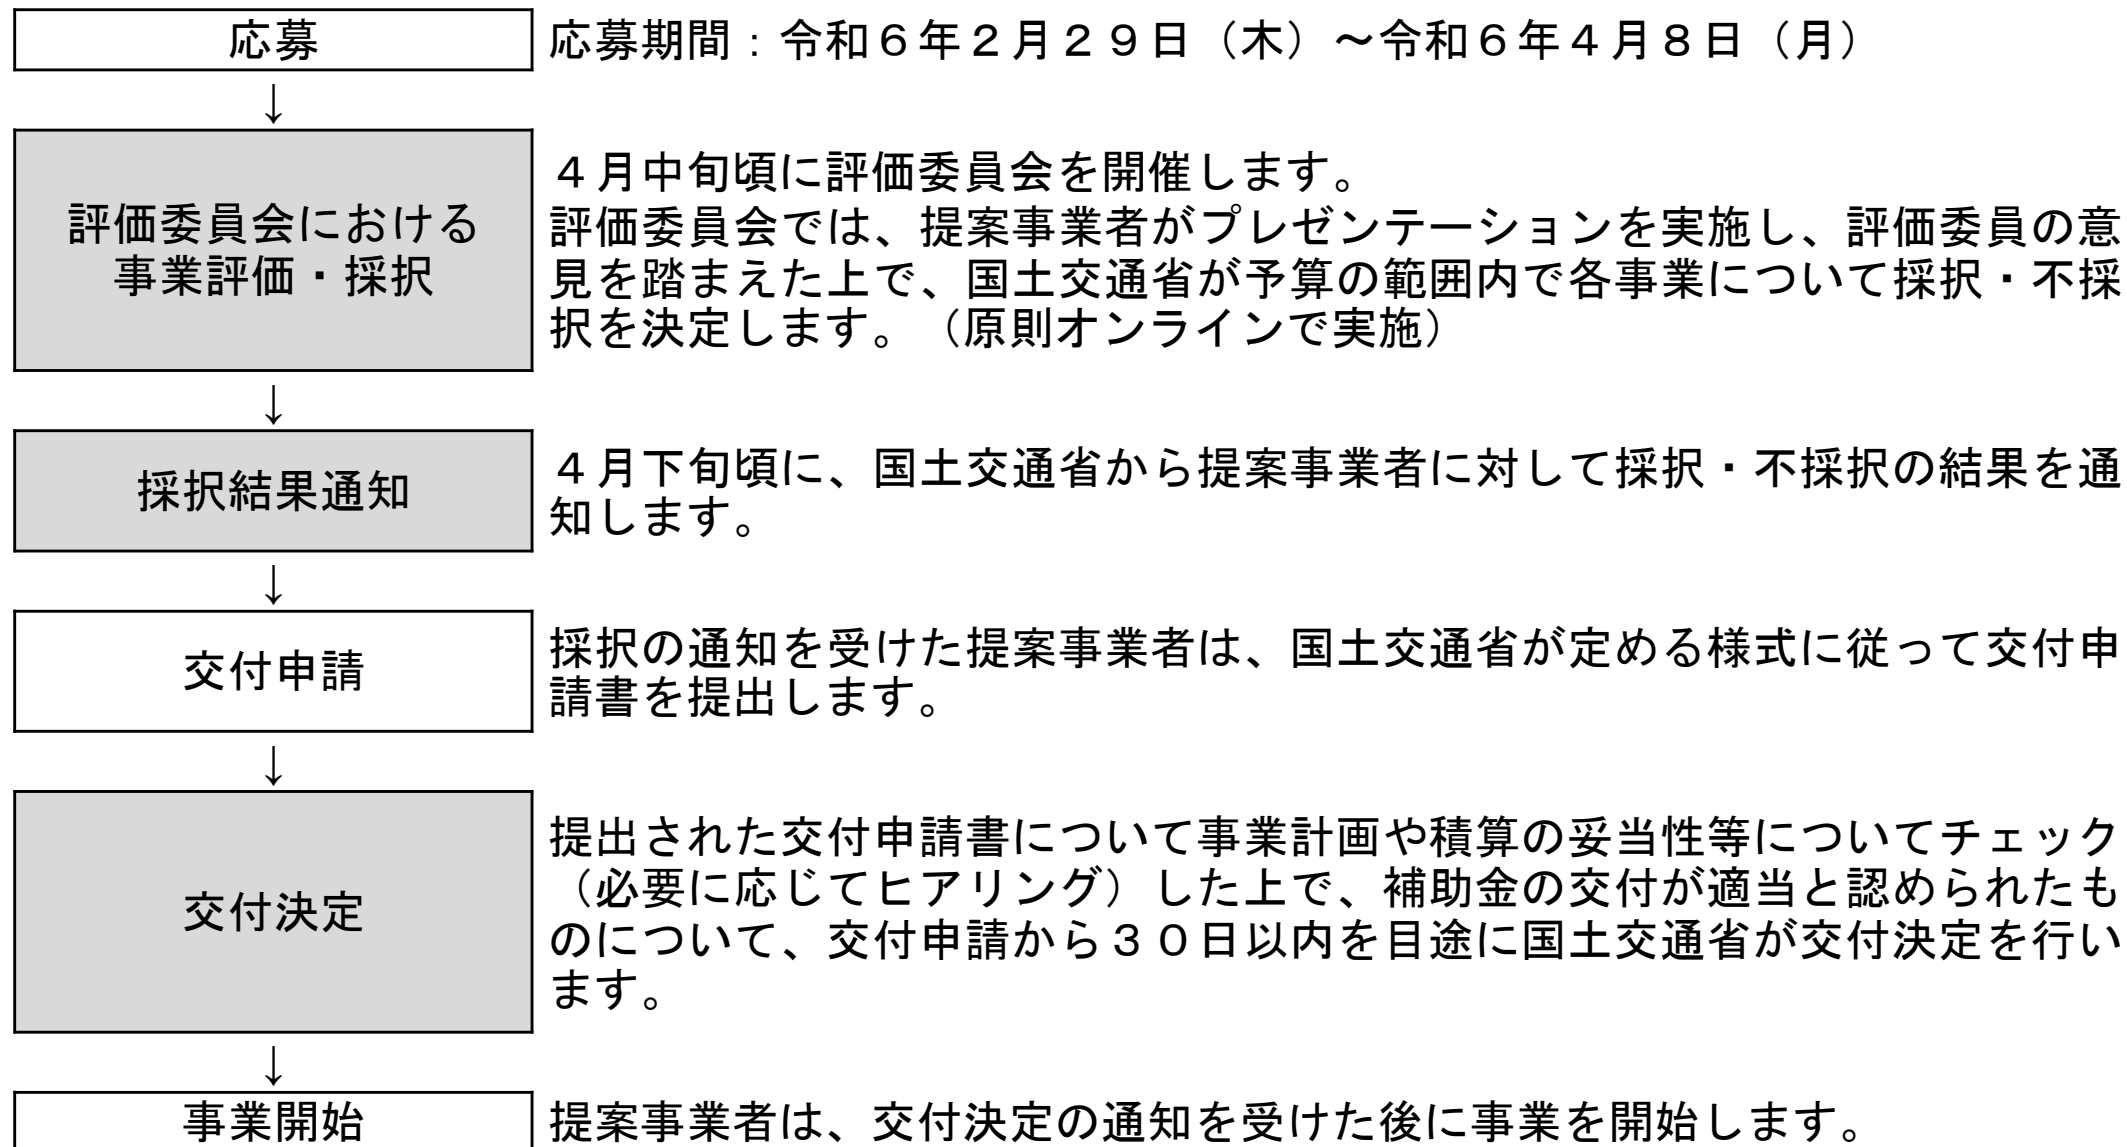 応募
応募期間：令和６年２月２９日（木）～令和６年４月８日（月）
↓
評価委員会における
事業評価・採択
４月中旬頃に評価委員会を開催します。
評価委員会では、提案事業者がプレゼンテーションを実施し、評価委員の意
見を踏まえた上で、国土交通省が予算の範囲内で各事業について採択・不採
択を決定します。（原則オンラインで実施）
↓
採択結果通知
４月下旬頃に、国土交通省から提案事業者に対して採択・不採択の結果を通
知します。
↓
交付申請
採択の通知を受けた提案事業者は、国土交通省が定める様式に従って交付申
請書を提出します。
↓
交付決定
提出された交付申請書について事業計画や積算の妥当性等についてチェック
（必要に応じてヒアリング）した上で、補助金の交付が適当と認められたも
のについて、交付申請から３０日以内を目途に国土交通省が交付決定を行い
ます。
↓
事業開始
提案事業者は、交付決定の通知を受けた後に事業を開始します。